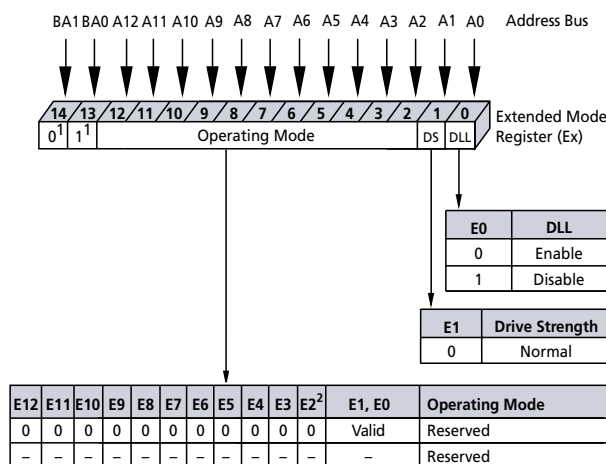 BA1 BA0 A12 A11 A10 A9 A8 A7 A6 A5 A4 A3 A2 A1 A0 Address Bus
14 13 12 11 10 9 8 7 6 5 4 3 2 1 0
Extended Mode
Register (Ex)
0¹ 1¹ Operating Mode DS DLL
E0 DLL
0 Enable
1 Disable
E1 Drive Strength
0 Normal
E12 E11 E10 E9 E8 E7 E6 E5 E4 E3 E2² E1, E0 Operating Mode
0 0 0 0 0 0 0 0 0 0 0 Valid Reserved
– – – – – – – – – – – – Reserved